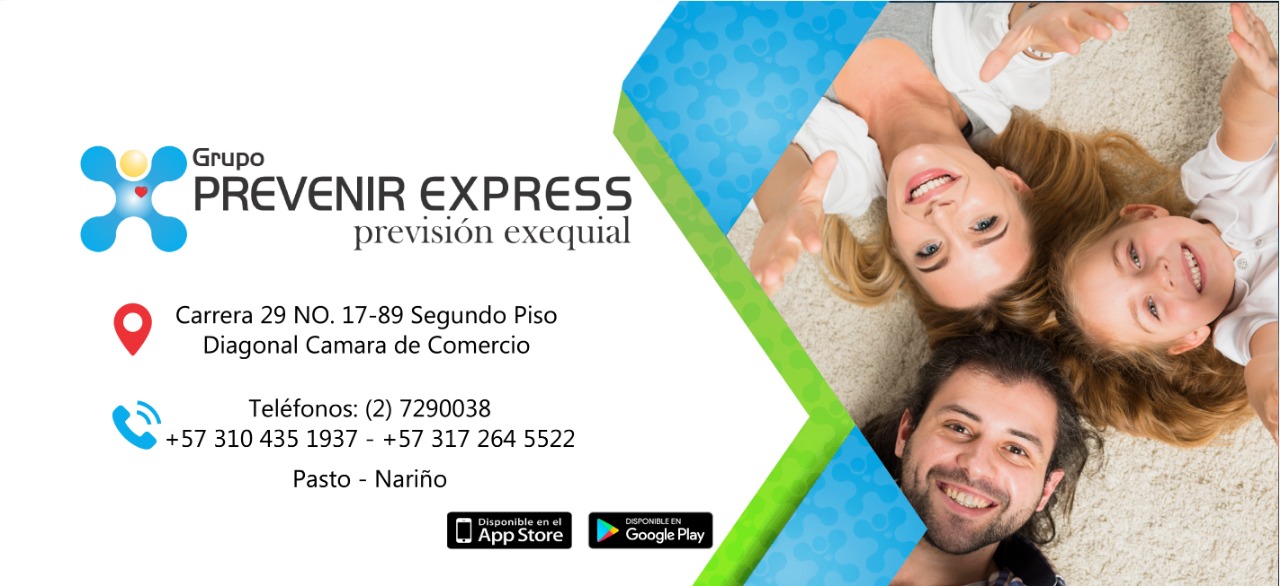 Grupo
PREVENIR EXPRESS
previsión exequial
Carrera 29 NO. 17-89 Segundo Piso
Diagonal Camara de Comercio
Teléfonos: (2) 7290038
+57 310 435 1937 - +57 317 264 5522
Pasto - Nariño
Disponible en el
App Store
DISPONIBLE EN
Google Play